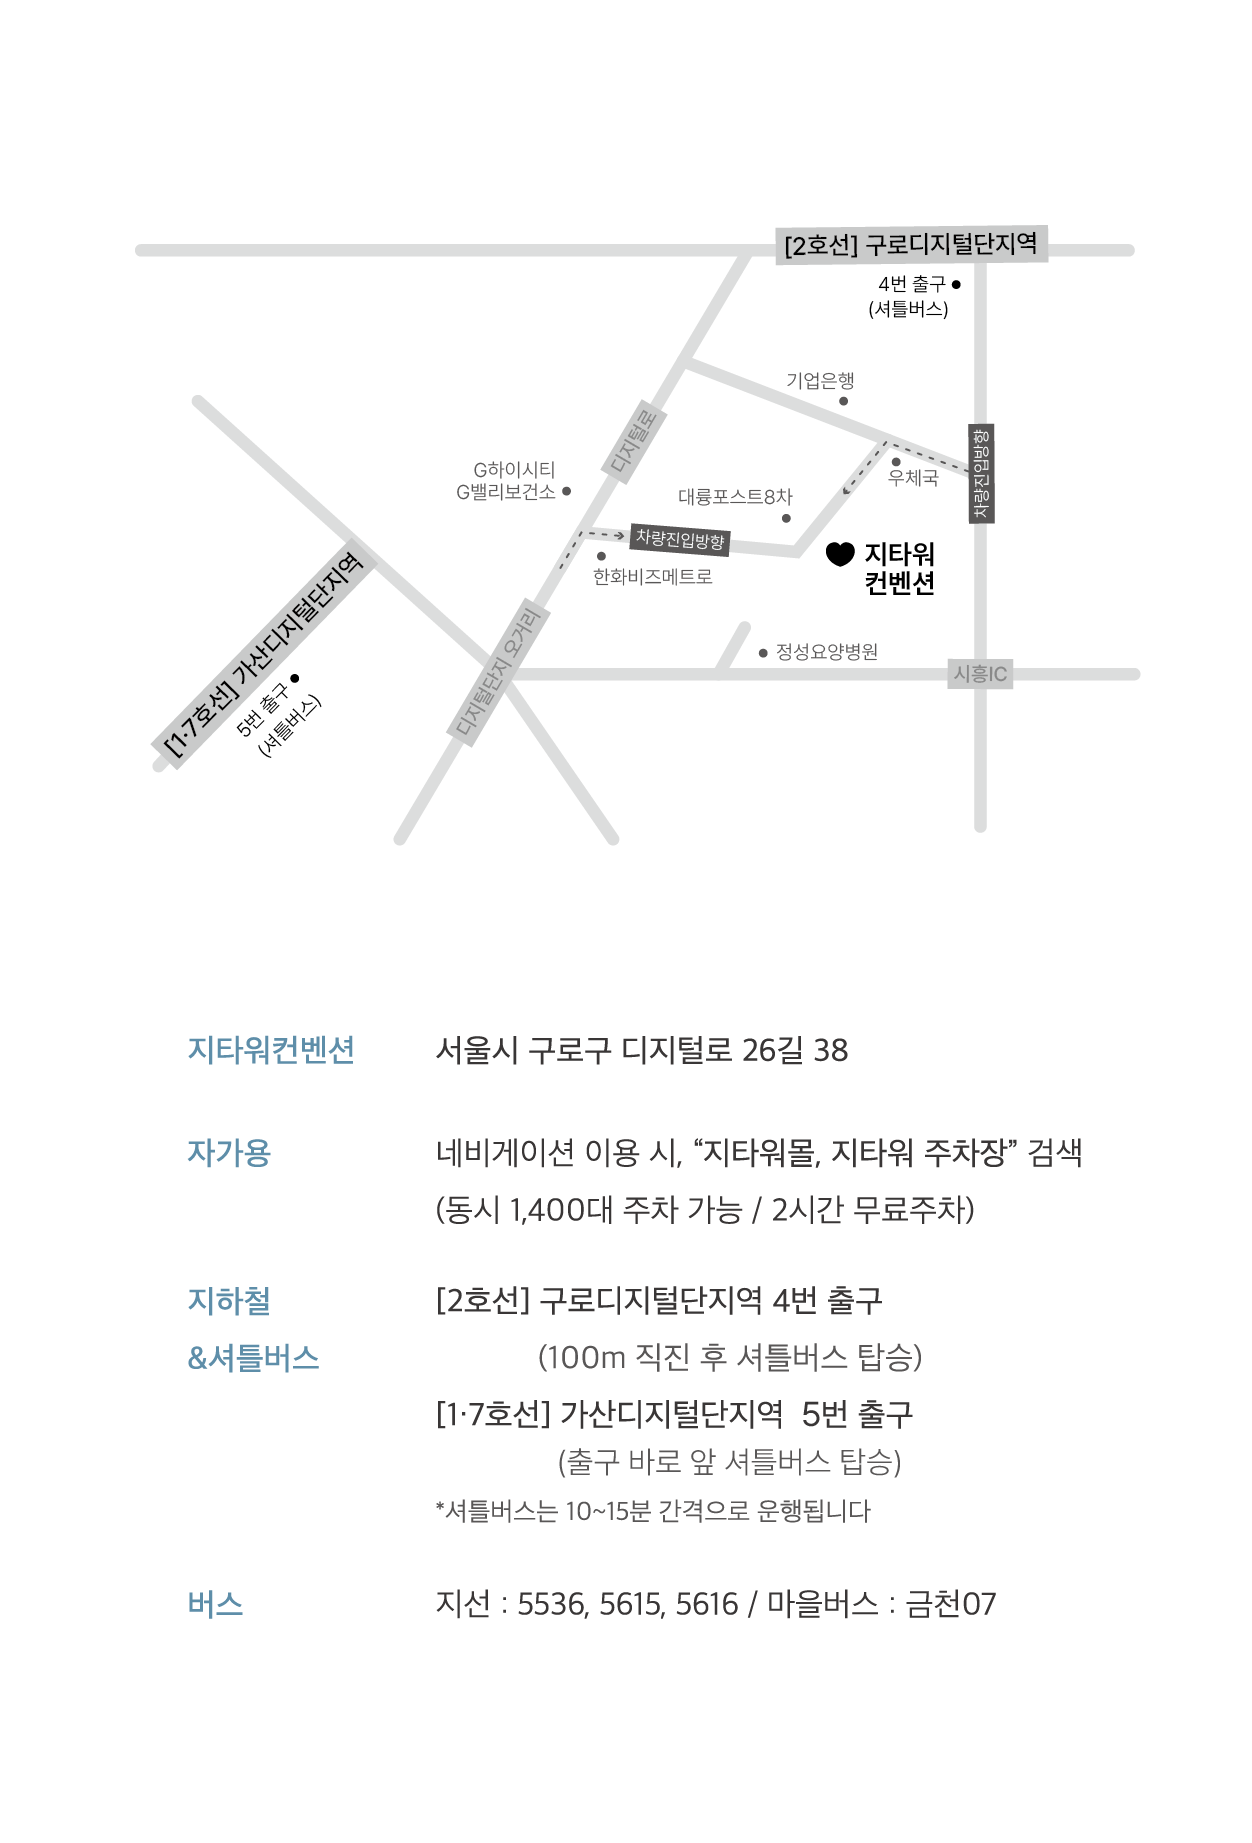 [2호선] 구로디지털단지역
4번 출구
(셔틀버스)
기업은행
디지털로
차량진입방향
G하이시티
G밸리보건소
우체국
대륭포스트8차
차량진입방향
지타워
컨벤션
한화비즈메트로
[1·7호선] 가산디지털단지역
5번 출구
(셔틀버스)
디지털단지 오거리
정성요양병원
시흥IC
지타워컨벤션 서울시 구로구 디지털로 26길 38
자가용 네비게이션 이용 시, “지타워몰, 지타워 주차장” 검색
(동시 1,400대 주차 가능 / 2시간 무료주차)
지하철 [2호선] 구로디지털단지역 4번 출구
&셔틀버스 (100m 직진 후 셔틀버스 탑승)
[1·7호선] 가산디지털단지역 5번 출구
(출구 바로 앞 셔틀버스 탑승)
*셔틀버스는 10~15분 간격으로 운행됩니다
버스 지선 : 5536, 5615, 5616 / 마을버스 : 금천07